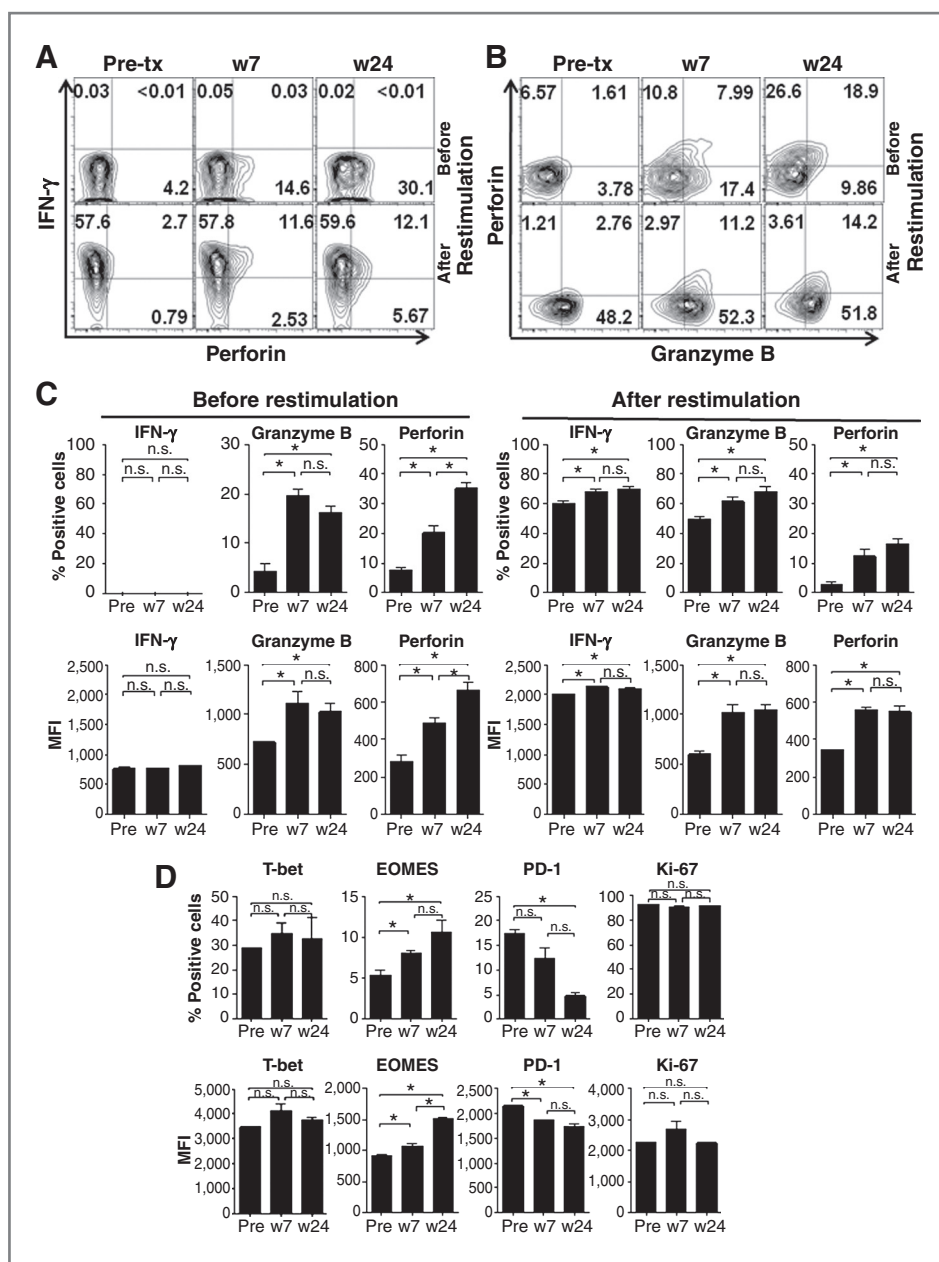 A
Pre-tx w7 w24
0.03 <0.01 0.05 0.03 0.02 <0.01
4.2 14.6 30.1
57.6 2.7 57.8 11.6 59.6 12.1
0.79 2.53 5.67
IFN-γ
Perforin
Before
After
Restimulation
B
Pre-tx w7 w24
6.57 1.61 10.8 7.99 26.6 18.9
3.78 17.4 9.86
1.21 2.76 2.97 11.2 3.61 14.2
48.2 52.3 51.8
Perforin
Granzyme B
Before
After
Restimulation
C
Before restimulation After restimulation
IFN-γ Granzyme B Perforin IFN-γ Granzyme B Perforin
% Positive cells
100 80 60 40 20 0
n.s.
n.s. n.s.
Pre w7 w24
30 20 10 0
*
* n.s.
Pre w7 w24
50 40 30 20 10 0
*
* *
Pre w7 w24
% Positive cells
100 80 60 40 20 0
*
* n.s.
Pre w7 w24
100 80 60 40 20 0
*
* n.s.
Pre w7 w24
50 40 30 20 10 0
*
* n.s.
Pre w7 w24
IFN-γ Granzyme B Perforin IFN-γ Granzyme B Perforin
MFI
2,500 2,000 1,500 1,000 500 0
n.s.
n.s. n.s.
Pre w7 w24
1,500 1,000 500 0
*
* n.s.
Pre w7 w24
800 600 400 200 0
*
* *
Pre w7 w24
MFI
2,500 2,000 1,500 1,000 500 0
*
* n.s.
Pre w7 w24
1,500 1,000 500 0
*
* n.s.
Pre w7 w24
800 600 400 200 0
*
* n.s.
Pre w7 w24
D
T-bet EOMES PD-1 Ki-67
% Positive cells
50 40 30 20 10 0
n.s.
n.s. n.s.
Pre w7 w24
15 10 5 0
*
* n.s.
Pre w7 w24
25 20 15 10 5 0
*
n.s. n.s.
Pre w7 w24
100 80 60 40 20 0
n.s.
n.s. n.s.
Pre w7 w24
T-bet EOMES PD-1 Ki-67
MFI
5,000 4,000 3,000 2,000 1,000 0
n.s.
n.s. n.s.
Pre w7 w24
2,000 1,500 1,000 500 0
*
* *
Pre w7 w24
2,500 2,000 1,500 1,000 500 0
*
* n.s.
Pre w7 w24
4,000 3,000 2,000 1,000 0
n.s.
n.s. n.s.
Pre w7 w24